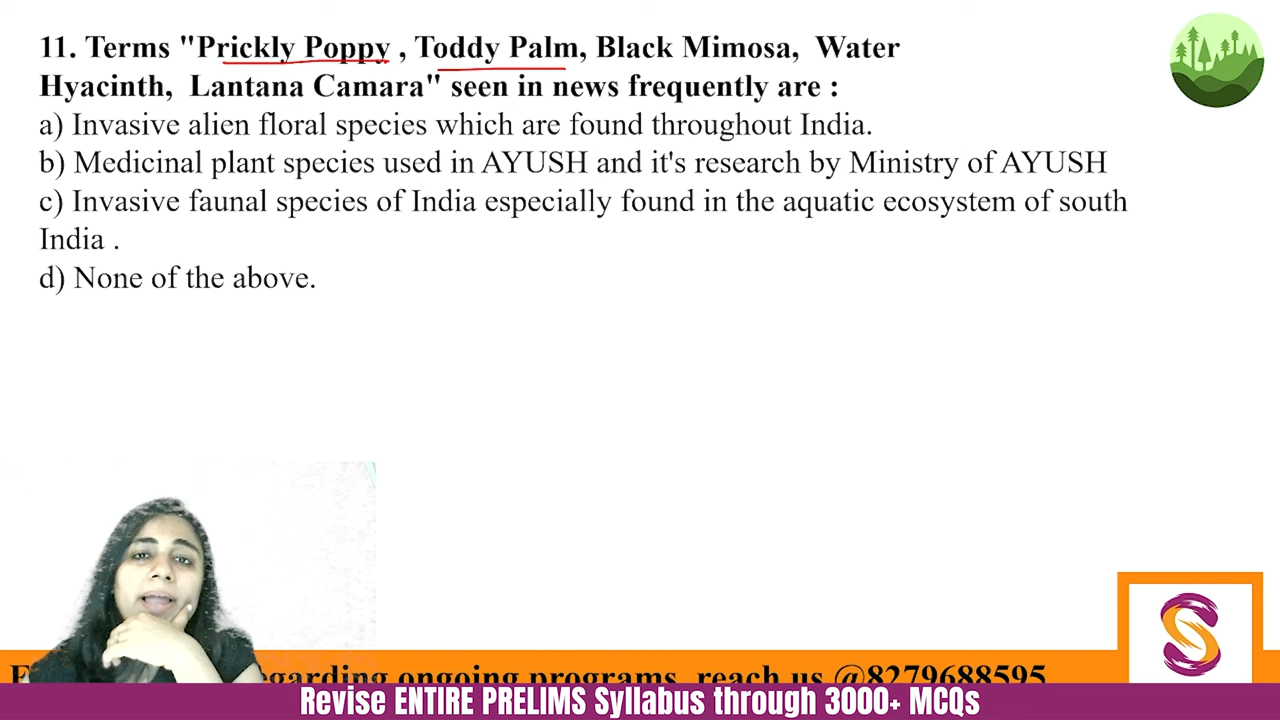 11. Terms "Prickly Poppy , Toddy Palm, Black Mimosa, Water
Hyacinth, Lantana Camara" seen in news frequently are :
a) Invasive alien floral species which are found throughout India.
b) Medicinal plant species used in AYUSH and it's research by Ministry of AYUSH
c) Invasive faunal species of India especially found in the aquatic ecosystem of south
India .
d) None of the above.
regarding ongoing programs, reach us @8279688595
Revise ENTIRE PRELIMS Syllabus through 3000+ MCQs